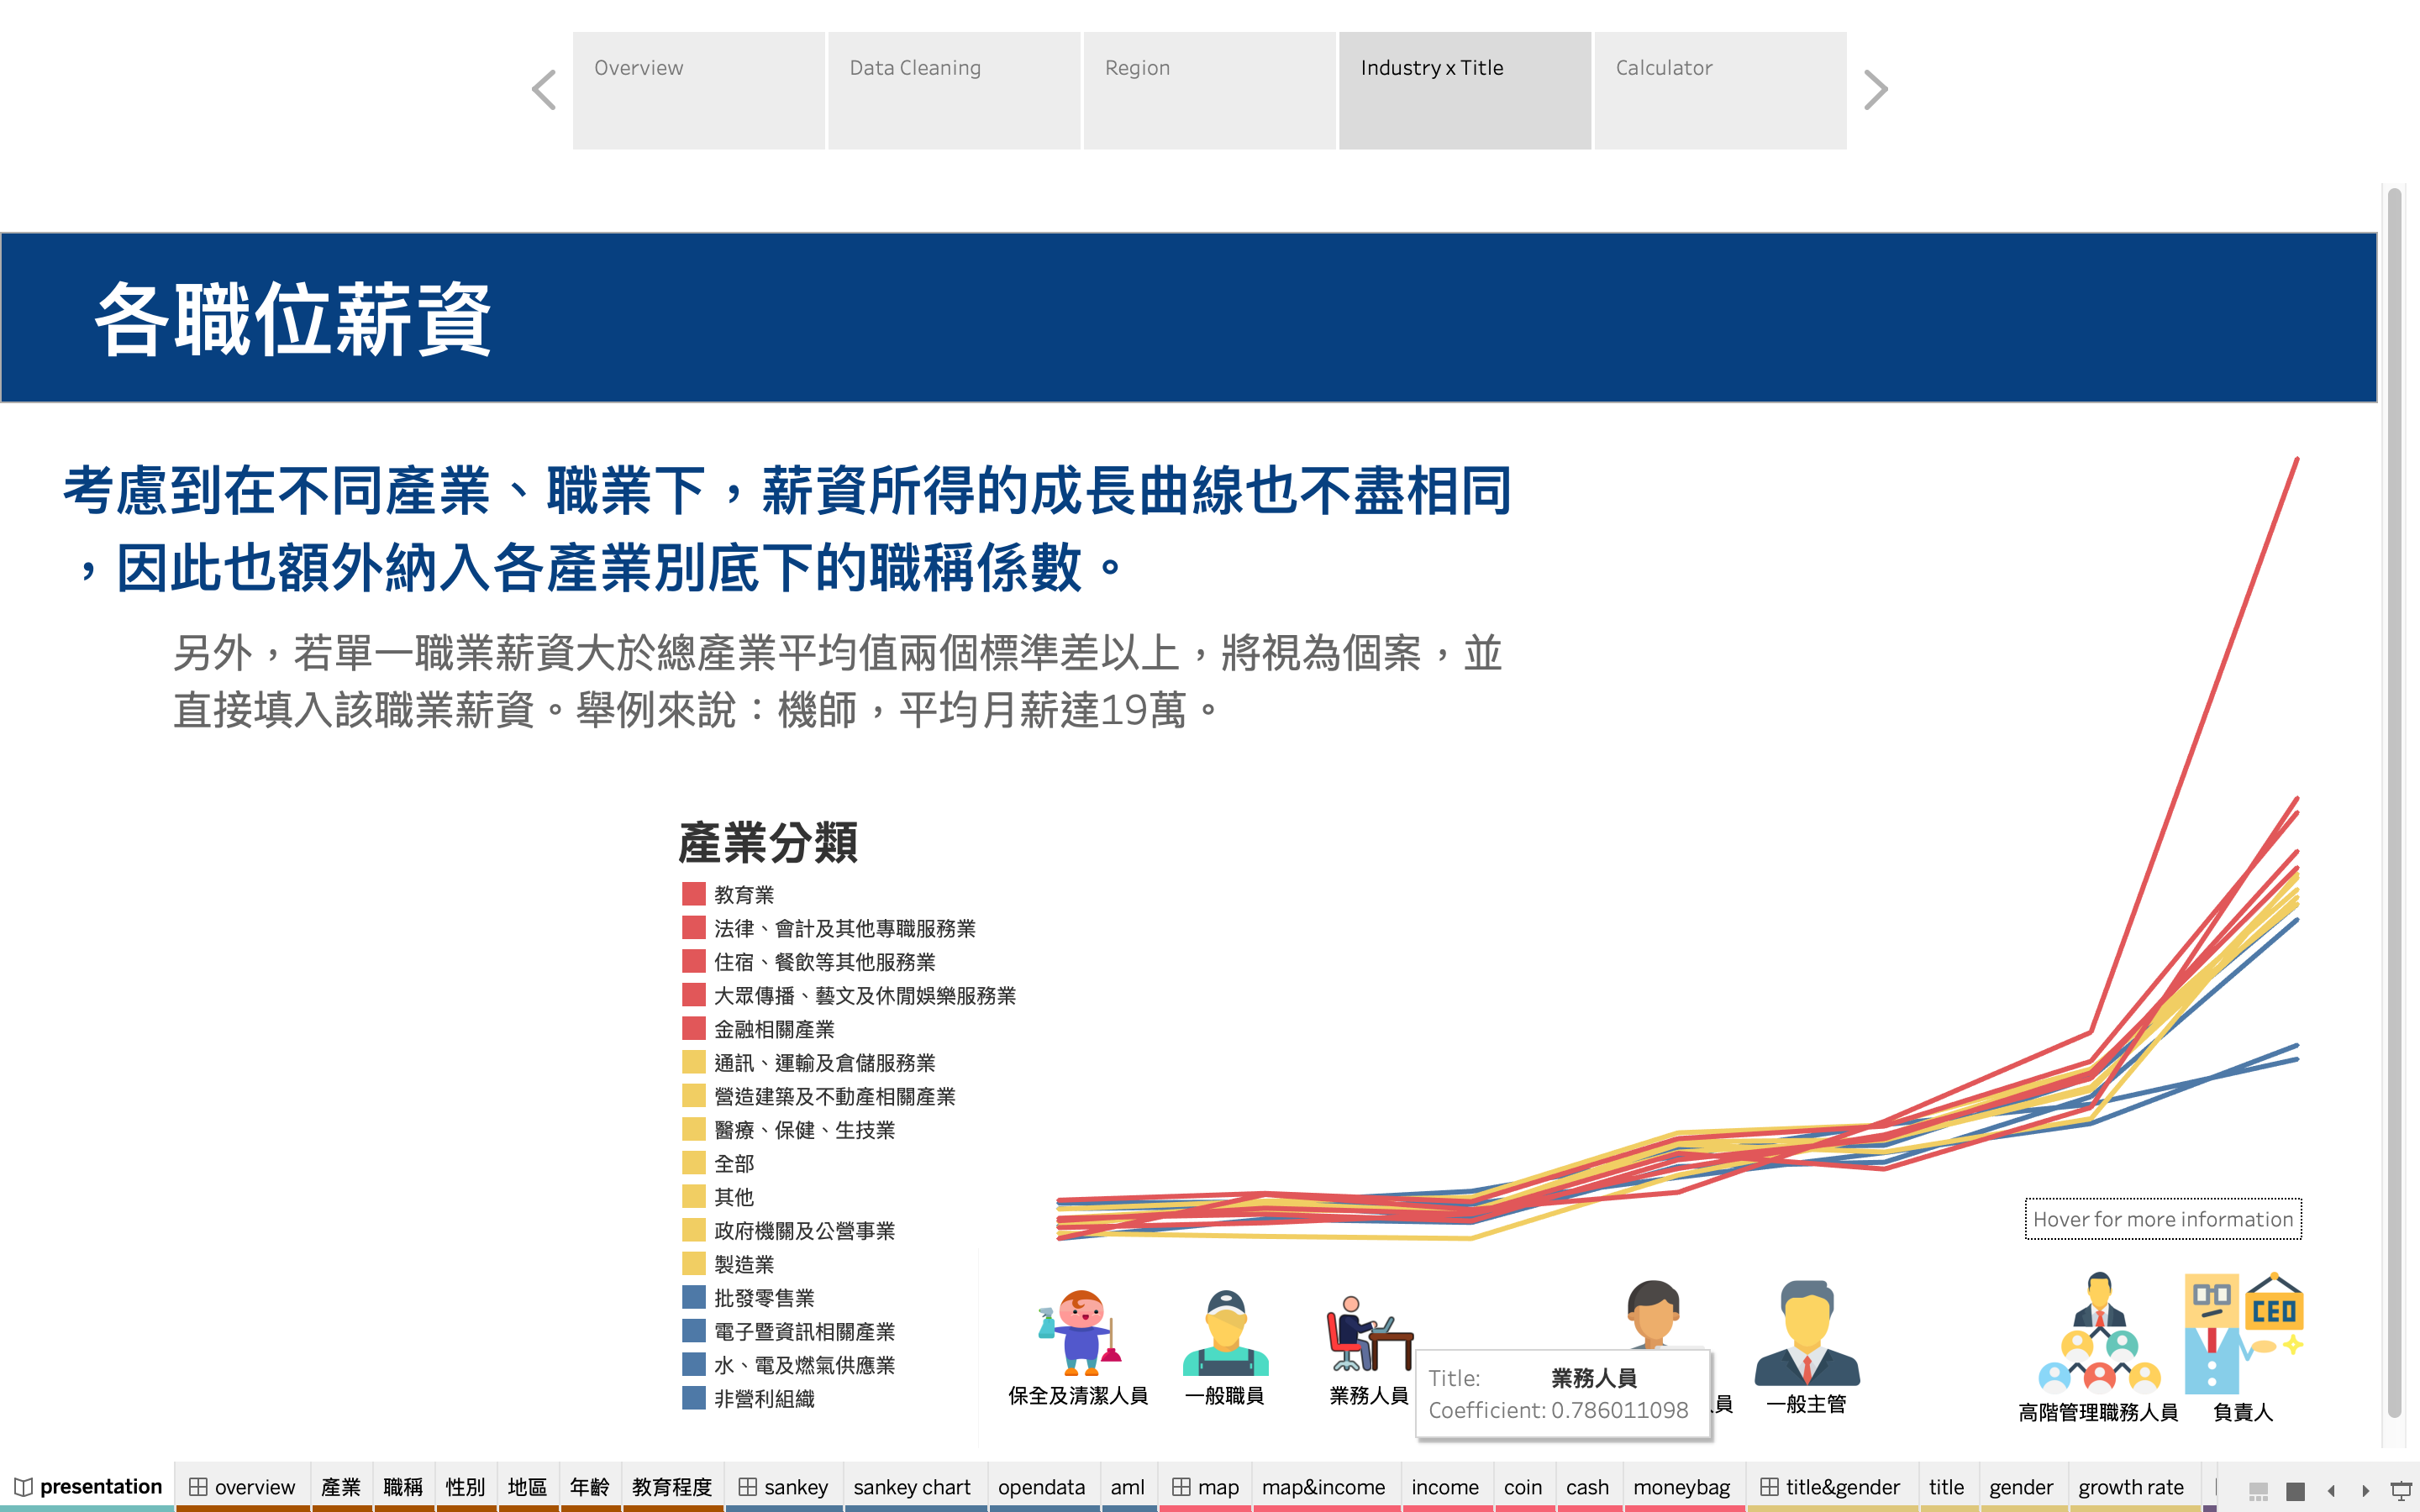 Overview
Data Cleaning
Region
Industry x Title
Calculator
各職位薪資
考慮到在不同產業、職業下，薪資所得的成長曲線也不盡相同
，因此也額外納入各產業別底下的職稱係數。
另外，若單一職業薪資大於總產業平均值兩個標準差以上，將視為個案，並
直接填入該職業薪資。舉例來說：機師，平均月薪達19萬。
產業分類
教育業
法律、會計及其他專職服務業
住宿、餐飲等其他服務業
大眾傳播、藝文及休閒娛樂服務業
金融相關產業
通訊、運輸及倉儲服務業
營造建築及不動產相關產業
醫療、保健、生技業
全部
其他
政府機關及公營事業
製造業
批發零售業
電子暨資訊相關產業
水、電及燃氣供應業
非營利組織
Hover for more information
CEO
保全及清潔人員
一般職員
業務人員
員
一般主管
高階管理職務人員
負責人
Title: 業務人員
Coefficient: 0.786011098
presentation
overview
產業
職稱
性別
地區
年齡
教育程度
sankey
sankey chart
opendata
aml
map
map&income
income
coin
cash
moneybag
title&gender
title
gender
growth rate